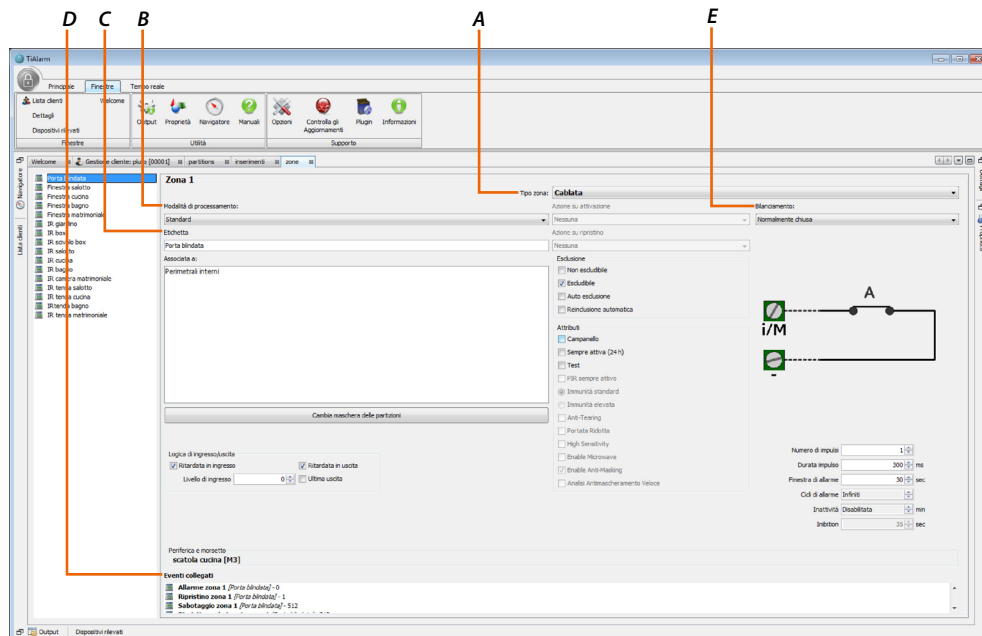 D C B A E
TiAlarm
Principale Finestre Tempo reale
Lista clienti Welcome
Dettagli
Dispositivi rilevati
Finestre
Output Proprietà Navigatore Manuali
Utilità
Opzioni Controlla gli Aggiornamenti Plugin Informazioni
Supporto
Welcome Gestione cliente: pluto [00001] partitions inserimenti zone
Navigatore
Lista clienti
Porta blindata
Finestra salotto
Finestra cucina
Finestra bagno
Finestra matrimoniale
IR giardino
IR box
IR scivolo box
IR salotto
IR cucina
IR bagno
IR camera matrimoniale
IR tenda salotto
IR tenda cucina
IRtenda bagno
IR tenda matrimoniale
Zona 1
Tipo zona: Cablata
Modalità di processamento:
Standard
Etichetta
Porta blindata
Associata a:
Perimetrali interni
Cambia maschera delle partizioni
Azione su attivazione
Nessuna
Azione su ripristino
Nessuna
Bilanciamento:
Normalmente chiusa
Esclusione
Non escludibile
Escludibile
Auto esclusione
Reinclusione automatica
Attributi
Campanello
Sempre attiva (24 h)
Test
PIR sempre attivo
Immunità standard
Immunità elevata
Anti-Tearing
Portata Ridotta
High Sensitivity
Enable Microwave
Enable Anti-Masking
Analisi Antimascheramento Veloce
A
i/M
-
Logica di ingresso/uscita
Ritardata in ingresso Ritardata in uscita
Livello di ingresso 0 Ultima uscita
Numero di impulsi 1
Durata impulso 300 ms
Finestra di allarme 30 sec
Cicli di allarme Infiniti
Inattività Disabilitata min
Inibition 35 sec
Periferica e morsetto
scatola cucina [M3]
Eventi collegati
Allarme zona 1 [Porta blindata] - 0
Ripristino zona 1 [Porta blindata] - 1
Sabotaggio zona 1 [Porta blindata] - 512
Output Dispositivi rilevati